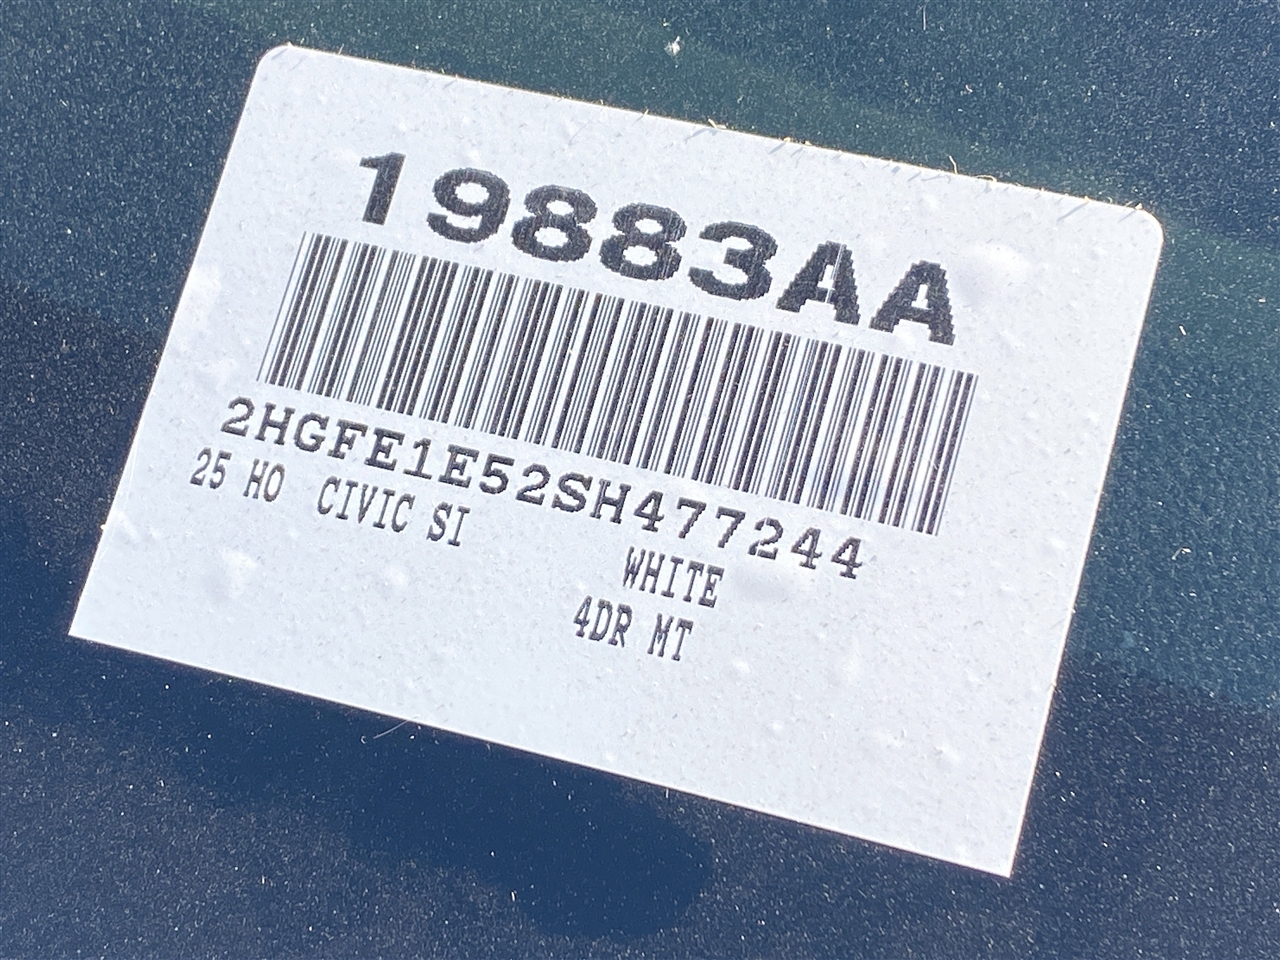 19883AA
2HGFE1E52SH477244
25 HO CIVIC SI
WHITE
4DR MT